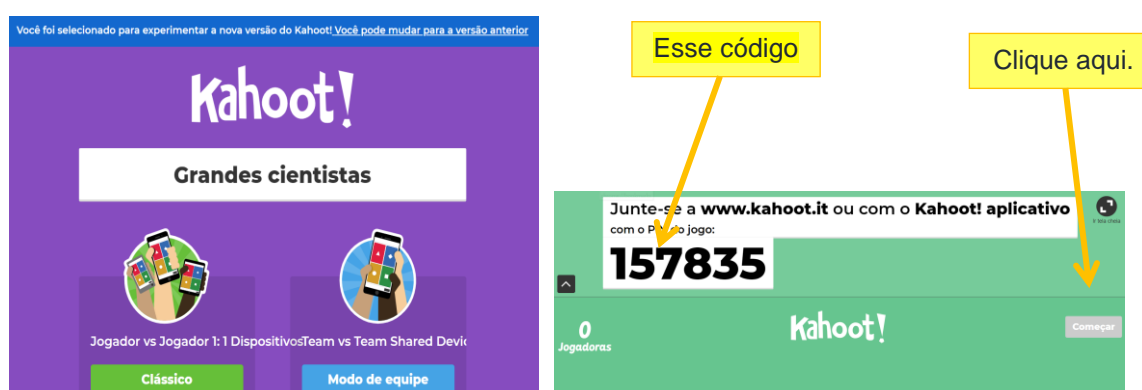 Você foi selecionado para experimentar a nova versão do Kahoot! Você pode mudar para a versão anterior
Kahoot!
Grandes cientistas
Jogador vs Jogador 1: 1 Dispositivos
Clássico
Team vs Team Shared Devic
Modo de equipe
Esse código
Clique aqui.
Junte-se a www.kahoot.it ou com o Kahoot! aplicativo
com o do jogo:
157835
0
Jogadoras
Kahoot!
Começar